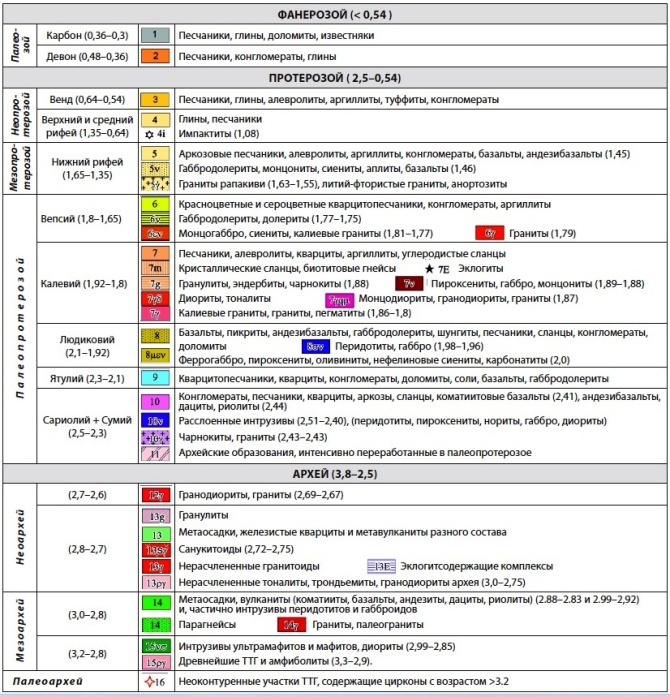 ФАНЕРОЗОЙ (< 0,54 )
Палео-
зой
Карбон (0,36–0,3)
1
Песчаники, глины, доломиты, известняки
Девон (0,48–0,36)
2
Песчаники, конгломераты, глины
ПРОТЕРОЗОЙ ( 2,5–0,54)
Неопро-
терозой
Венд (0,64–0,54)
3
Песчаники, глины, алевролиты, аргиллиты, туффиты, конгломераты
Верхний и средний
рифей (1,35–0,64)
4
Глины, песчаники
4i
Импактиты (1,08)
Мезопро-
терозой
Нижний рифей
(1,65–1,35)
5
Аркозовые песчаники, алевролиты, аргиллиты, конгломераты, базальты, андезибазальты (1,45)
5ν
Габбродолериты, монцониты, сиениты, аплиты, базальты (1,46)
5γ
Граниты рапакиви (1,63–1,55), литий-фтористые граниты, анортозиты
Палеопротерозой
Вепсий (1,8–1,65)
6
Красноцветные и сероцветные кварцитопесчаники, конгломераты, аргиллиты
6ν
Габбродолериты, долериты (1,77–1,75)
Монцогаббро, сиениты, калиевые граниты (1,81–1,77)
6γ
Граниты (1,79)
Калевий (1,92–1,8)
7
Песчаники, алевролиты, кварциты, аргиллиты, углеродистые сланцы
7m
Кристаллические сланцы, биотитовые гнейсы
★ 7E
Эклогиты
7g
Гранулиты, эндербиты, чарнокиты (1,88)
7ν
Пироксениты, габбро, монцониты (1,89–1,88)
7γδ
Диориты, тоналиты
7γμ
Монцодиориты, гранодиориты, граниты (1,87)
7γ
Калиевые граниты, граниты, пегматиты (1,86–1,8)
Людиковий
(2,1–1,92)
8
Базальты, пикриты, андезибазальты, габбродолериты, шунгиты, песчаники, сланцы, конгломераты,
доломиты
8σν
Перидотиты, габбро (1,98–1,96)
8μεν
Феррогаббро, пироксениты, оливиниты, нефелиновые сиениты, карбонатиты (2,0)
Ятулий (2,3–2,1)
9
Кварцитопесчаники, кварциты, конгломераты, доломиты, соли, базальты, габбродолериты
Сариолий + Сумий
(2,5–2,3)
10
Конгломераты, песчаники, кварциты, аркозы, сланцы, коматиитовые базальты (2,41), андезибазальты,
дациты, риолиты (2,44)
10ν
Расслоенные интрузивы (2,51–2,40), (перидотиты, пироксениты, нориты, габбро, диориты)
10γ
Чарнокиты, граниты (2,43–2,43)
11
Архейские образования, интенсивно переработанные в палеопротерозое
АРХЕЙ (3,8–2,5)
Неоархей
(2,7–2,6)
12γ
Гранодиориты, граниты (2,69–2,67)
(2,8–2,7)
13g
Гранулиты
13
Метаосадки, железистые кварциты и метавулканиты разного состава
Санукитоиды (2,72–2,75)
13γ
Нерасчлененные гранитоиды
13E
Эклогитсодержащие комплексы
13ργ
Нерасчлененные тоналиты, трондьемиты, гранодиориты архея (3,0–2,75)
Мезоархей
(3,0–2,8)
14
Метаосадки, вулканиты (коматииты, базальты, андезиты, дациты, риолиты) (2.88–2.83 и 2.99–2,92)
и, частично интрузивы перидотитов и габброидов
14
Парагнейсы
14γ
Граниты, палеограниты
(3,2–2,8)
15νσ
Интрузивы ультрамафитов и мафитов, диориты (2,99–2,85)
15ργ
Древнейшие ТТГ и амфиболиты (3,3–2,9).
Палеоархей
16
Неоконтуренные участки ТТГ, содержащие цирконы с возрастом >3.2